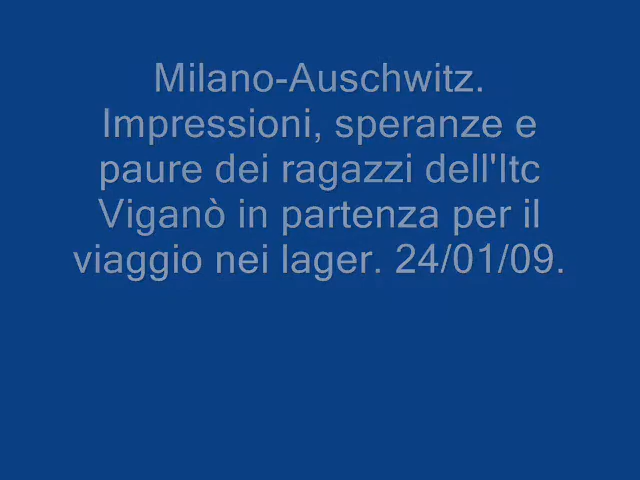 Milano-Auschwitz.
Impressioni, speranze e
paure dei ragazzi dell'Itc
Viganò in partenza per il
viaggio nei lager. 24/01/09.